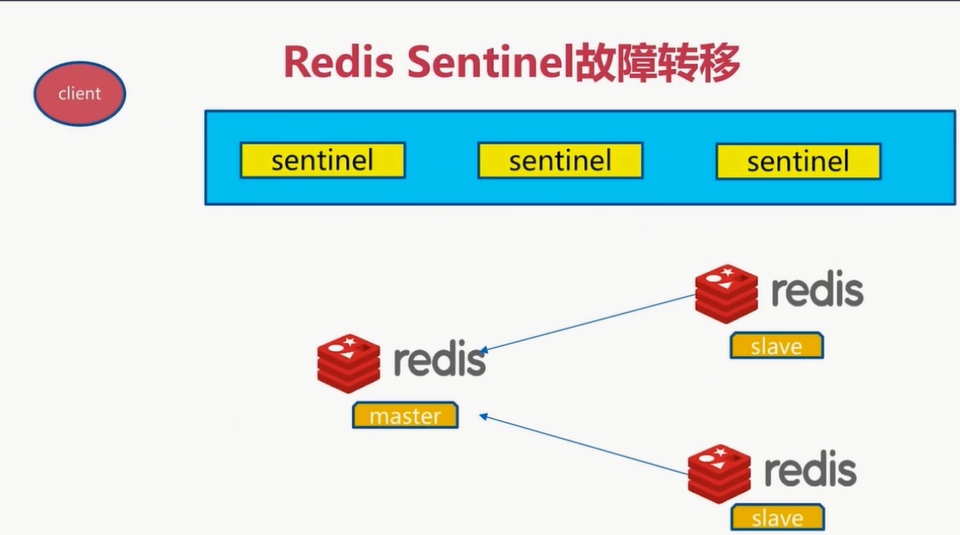 Redis Sentinel故障转移
client
sentinel
sentinel
sentinel
redis
slave
redis
master
redis
slave